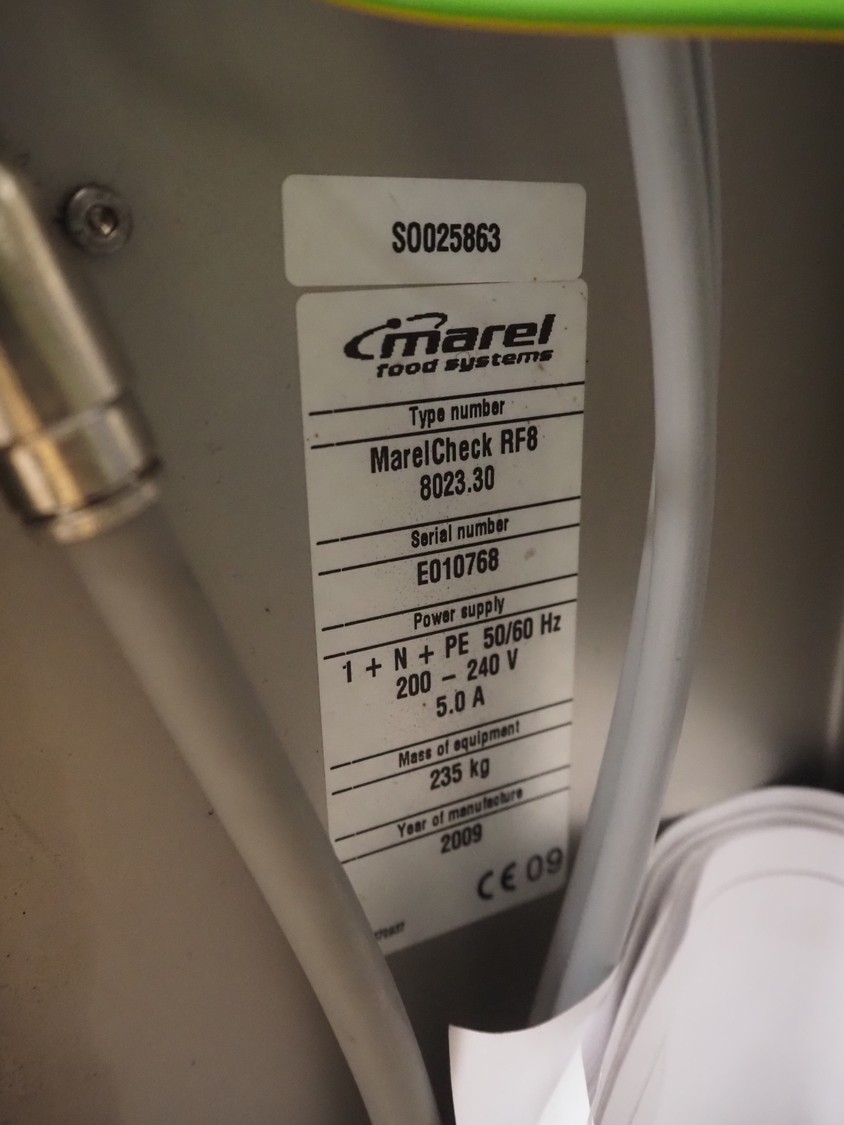 SO025863
marel
food systems
Type number
MarelCheck RF8
8023.30
Serial number
E010768
Power supply
1 + N + PE 50/60 Hz
200 – 240 V
5.0 A
Mass of equipment
235 kg
Year of manufacture
2009
CE 09